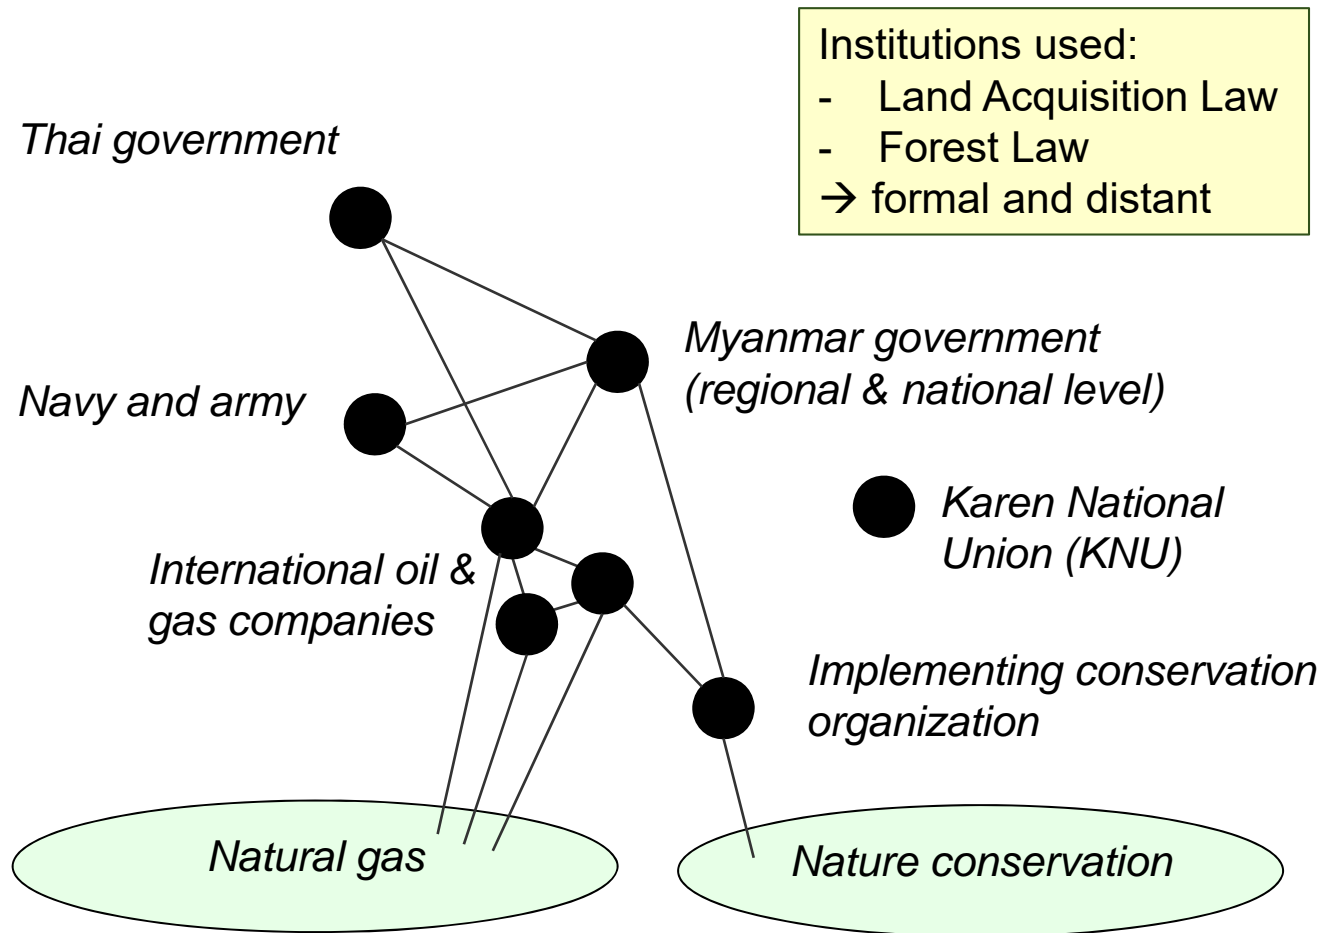 Institutions used:
- Land Acquisition Law
- Forest Law
→ formal and distant
Thai government
Myanmar government
(regional & national level)
Navy and army
Karen National
Union (KNU)
International oil &
gas companies
Implementing conservation
organization
Natural gas
Nature conservation